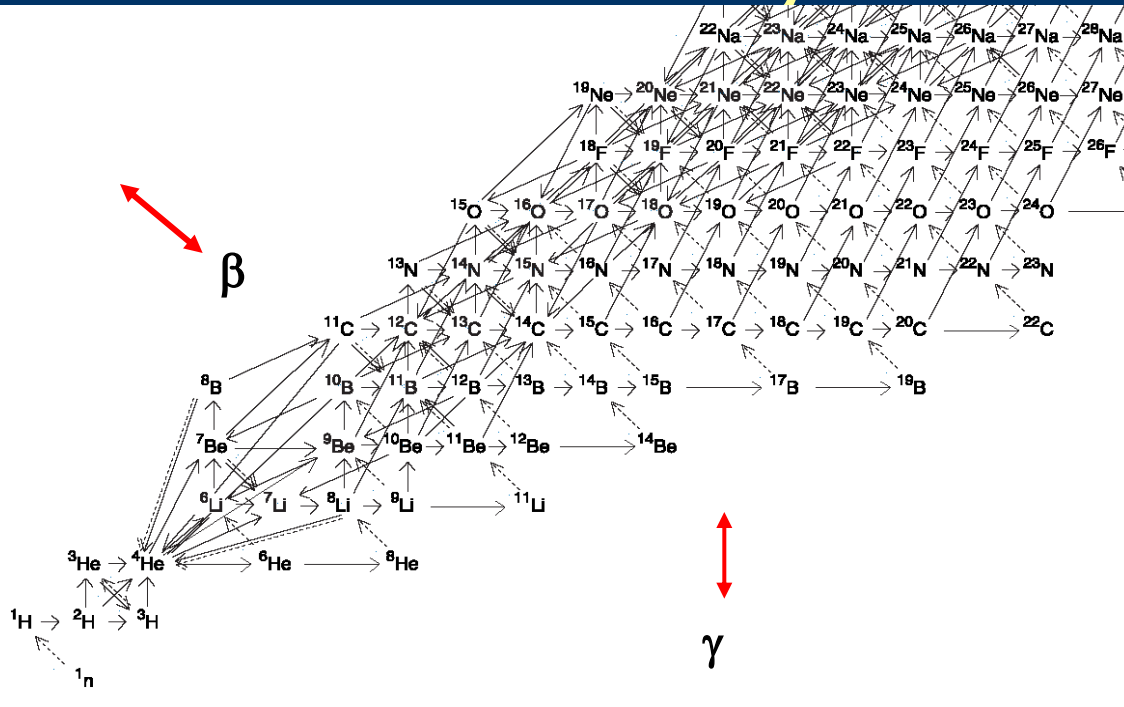 ²²Na ²³Na ²⁴Na ²⁵Na ²⁶Na ²⁷Na ²⁸Na
¹⁹Ne ²⁰Ne ²¹Ne ²²Ne ²³Ne ²⁴Ne ²⁵Ne ²⁶Ne ²⁷Ne
¹⁸F ¹⁹F ²⁰F ²¹F ²²F ²³F ²⁴F ²⁵F ²⁶F
¹⁵O ¹⁶O ¹⁷O ¹⁸O ¹⁹O ²⁰O ²¹O ²²O ²³O ²⁴O
β
¹³N ¹⁴N ¹⁵N ¹⁶N ¹⁷N ¹⁸N ¹⁹N ²⁰N ²¹N ²²N ²³N
¹¹C ¹²C ¹³C ¹⁴C ¹⁵C ¹⁶C ¹⁷C ¹⁸C ¹⁹C ²⁰C ²²C
⁸B ¹⁰B ¹¹B ¹²B ¹³B ¹⁴B ¹⁵B ¹⁷B ¹⁹B
⁷Be ⁹Be ¹⁰Be ¹¹Be ¹²Be ¹⁴Be
⁶Li ⁷Li ⁸Li ⁹Li ¹¹Li
³He ⁴He ⁶He ⁸He
¹H ²H ³H
γ
¹n